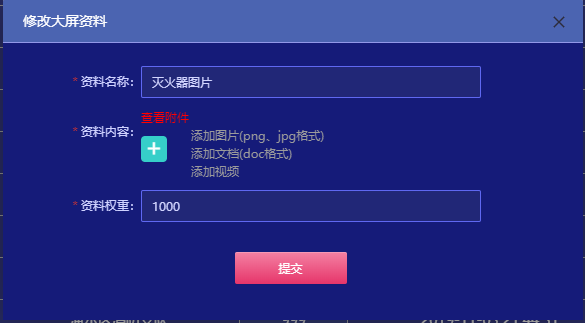 修改大屏资料
*资料名称：灭火器图片
查看附件
*资料内容：
添加图片(png、jpg格式)
添加文档(doc格式)
添加视频
*资料权重：1000
提交